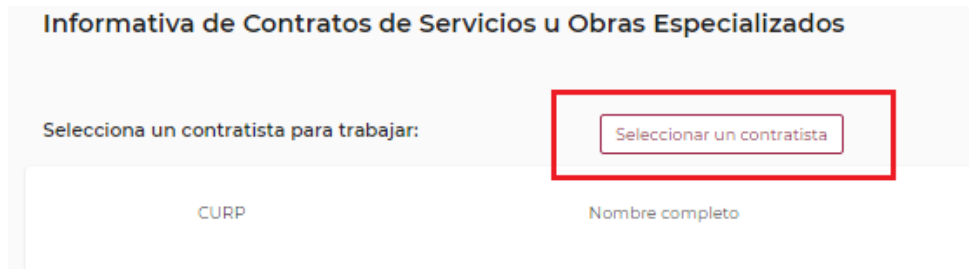 Informativa de Contratos de Servicios u Obras Especializados
Selecciona un contratista para trabajar:
Seleccionar un contratista
CURP
Nombre completo